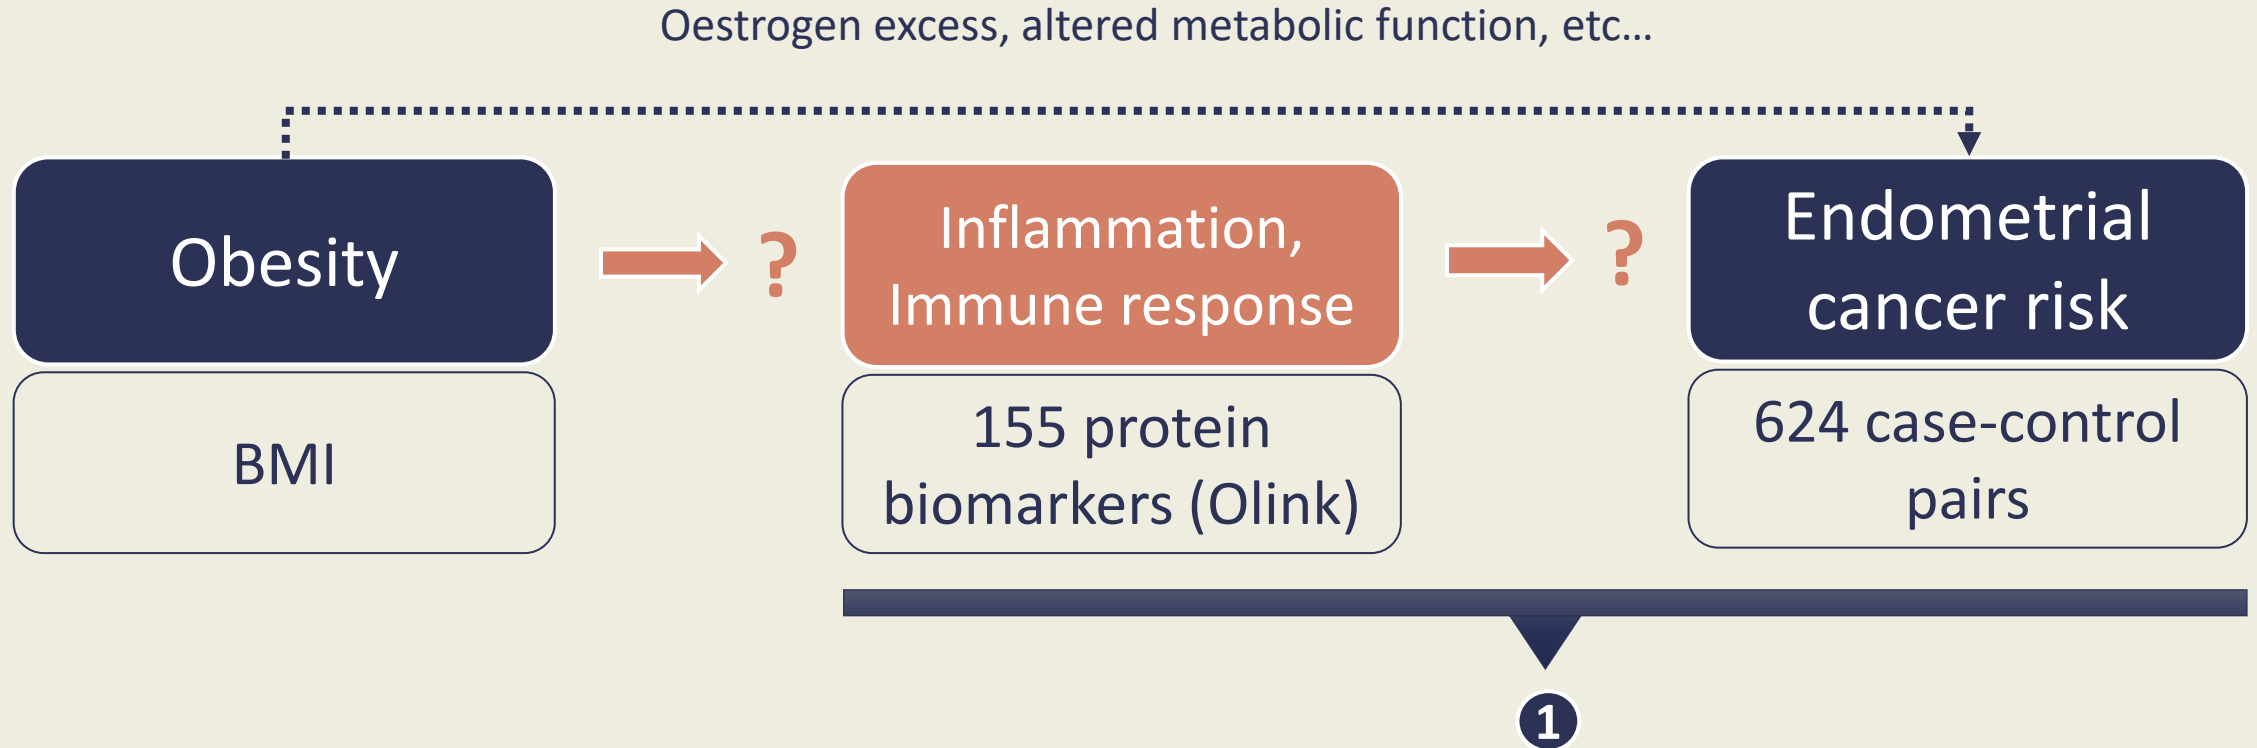 Oestrogen excess, altered metabolic function, etc…
Obesity
?
Inflammation,
Immune response
?
Endometrial
cancer risk
BMI
155 protein
biomarkers (Olink)
624 case-control
pairs
1